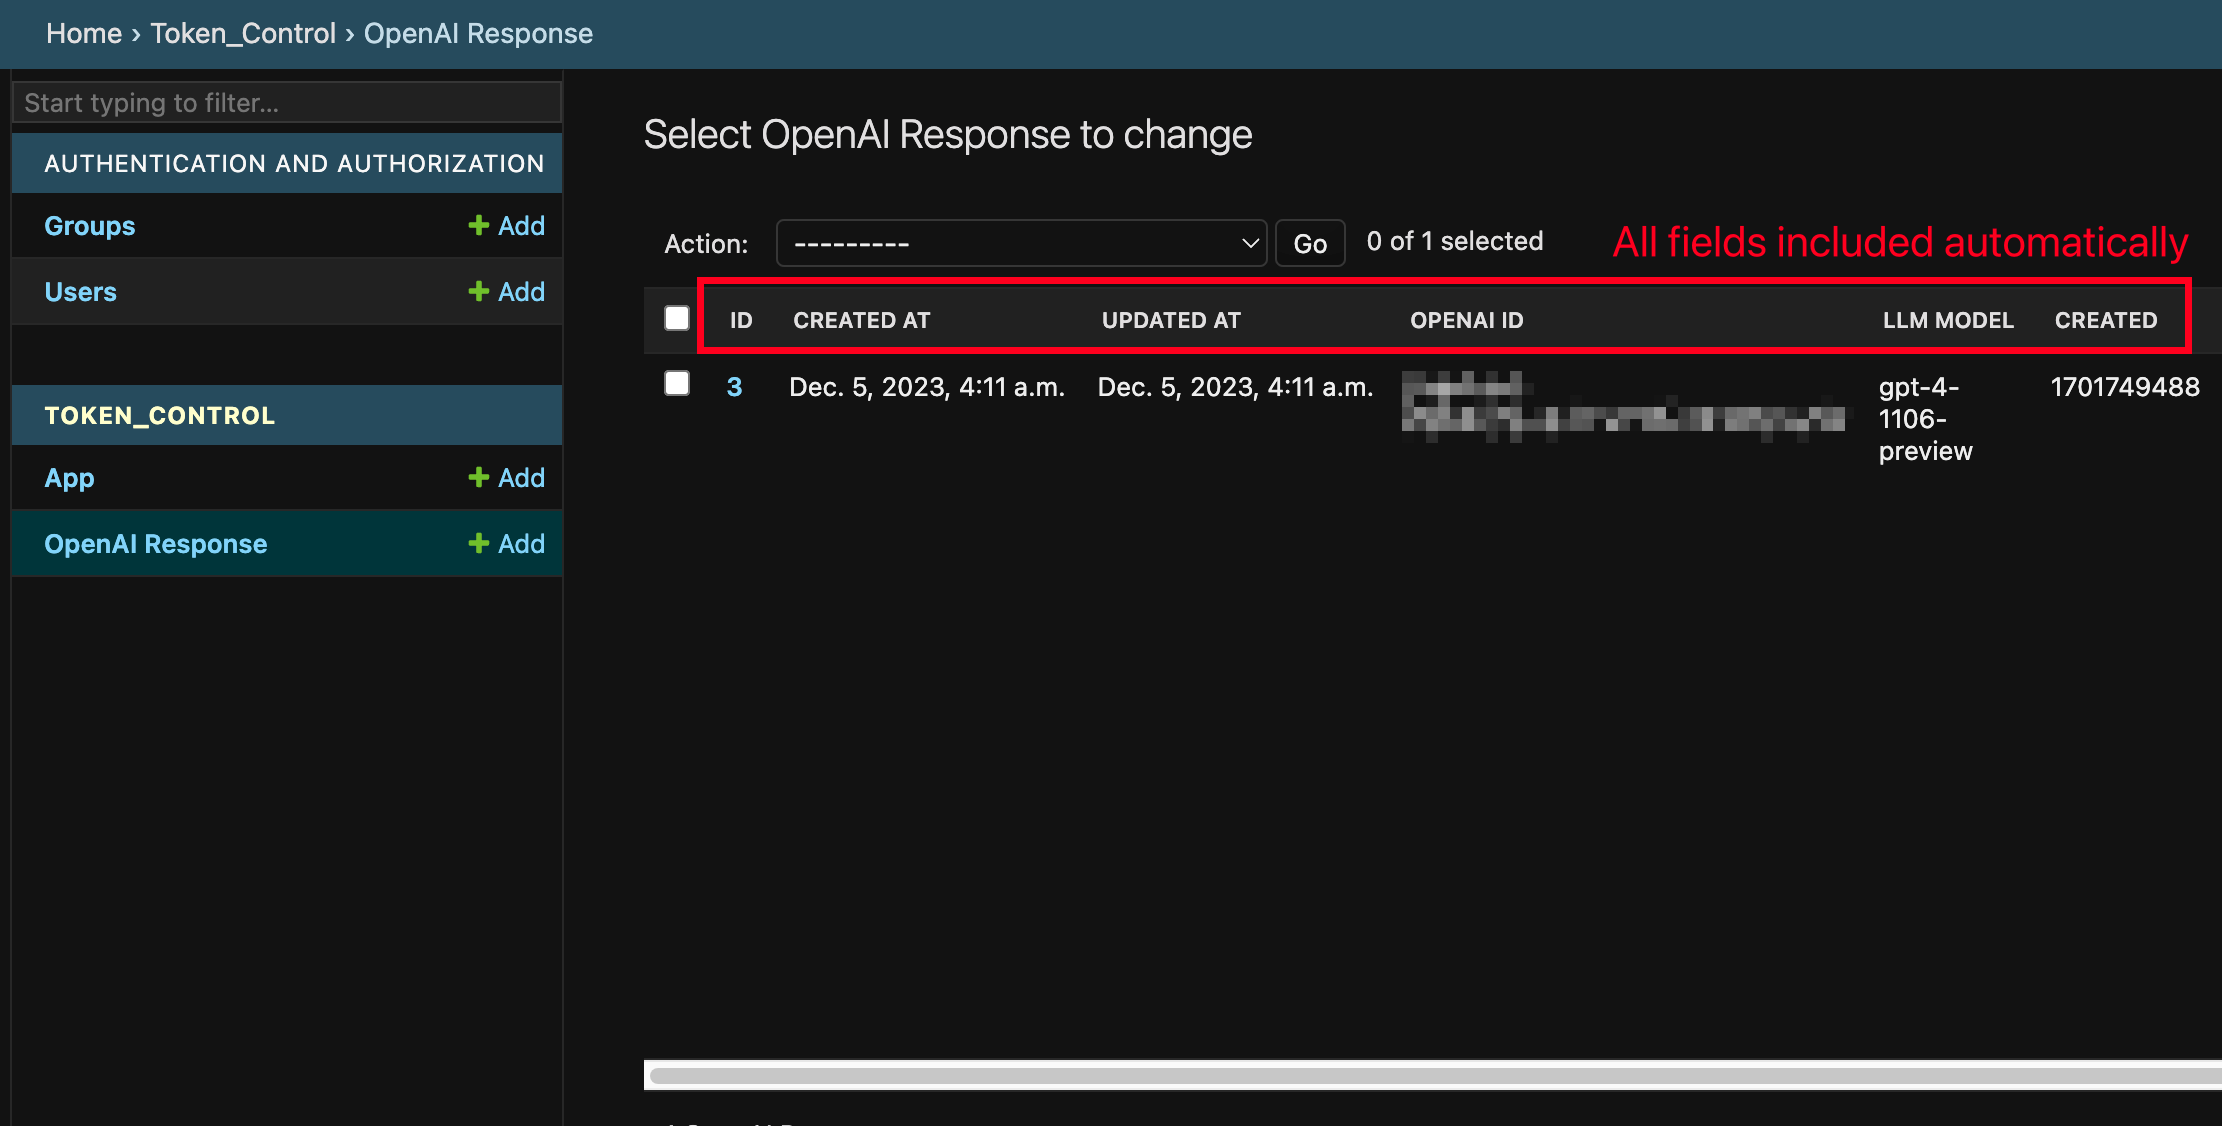 Home › Token_Control › OpenAI Response
Start typing to filter...
AUTHENTICATION AND AUTHORIZATION
Groups + Add
Users + Add
TOKEN_CONTROL
App + Add
OpenAI Response + Add
Select OpenAI Response to change
Action: --------- Go 0 of 1 selected
All fields included automatically
ID CREATED AT UPDATED AT OPENAI ID LLM MODEL CREATED
3 Dec. 5, 2023, 4:11 a.m. Dec. 5, 2023, 4:11 a.m. gpt-4- 1701749488
1106-
preview